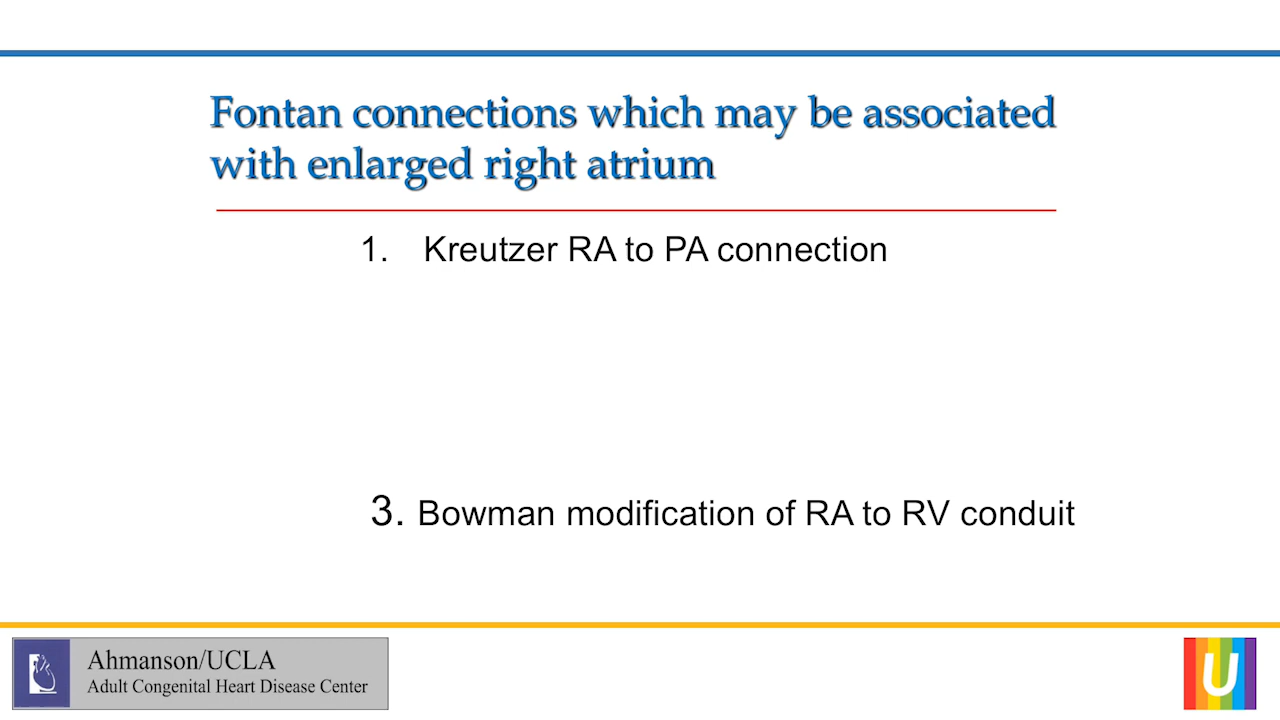 Fontan connections which may be associated
with enlarged right atrium
1. Kreutzer RA to PA connection
3. Bowman modification of RA to RV conduit
Ahmanson/UCLA
Adult Congenital Heart Disease Center
U